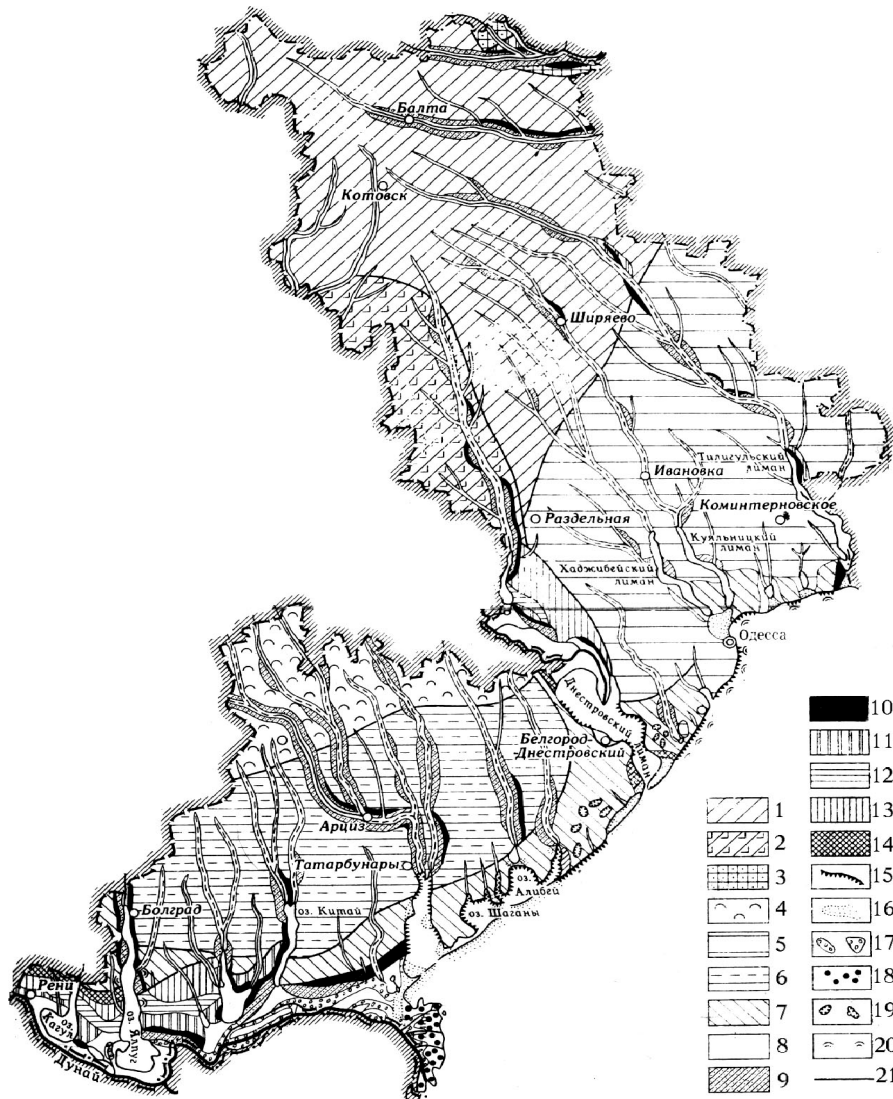 Балта
Котовск
Ширяево
Тилигульский
лиман
Ивановка
Коминтерновское
Раздельная
Куяльницкий
лиман
Хаджибейский
лиман
Одесса
Днестровский
лиман
Белгород-
Днестровский
Арциз
Татарбунары
оз.
Алибей
оз. Шаганы
оз. Китай
Болград
Рени
оз.
Кагул
оз. Ялпуг
Дунай
1
2
3
4
5
6
7
8
9
10
11
12
13
14
15
16
17
18
19
20
21